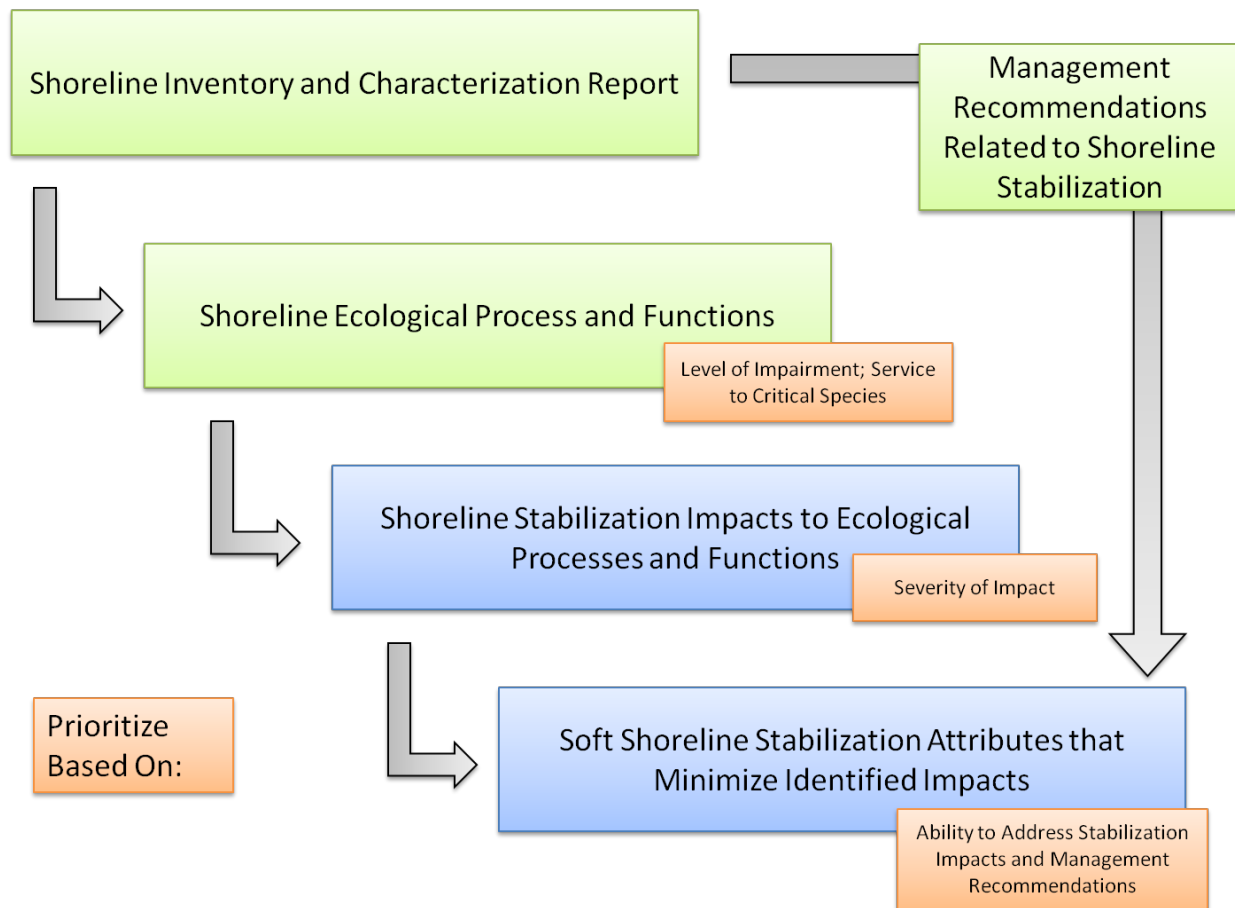 Shoreline Inventory and Characterization Report
Management
Recommendations
Related to Shoreline
Stabilization
Shoreline Ecological Process and Functions
Level of Impairment; Service
to Critical Species
Shoreline Stabilization Impacts to Ecological
Processes and Functions
Severity of Impact
Prioritize
Based On:
Soft Shoreline Stabilization Attributes that
Minimize Identified Impacts
Ability to Address Stabilization
Impacts and Management
Recommendations